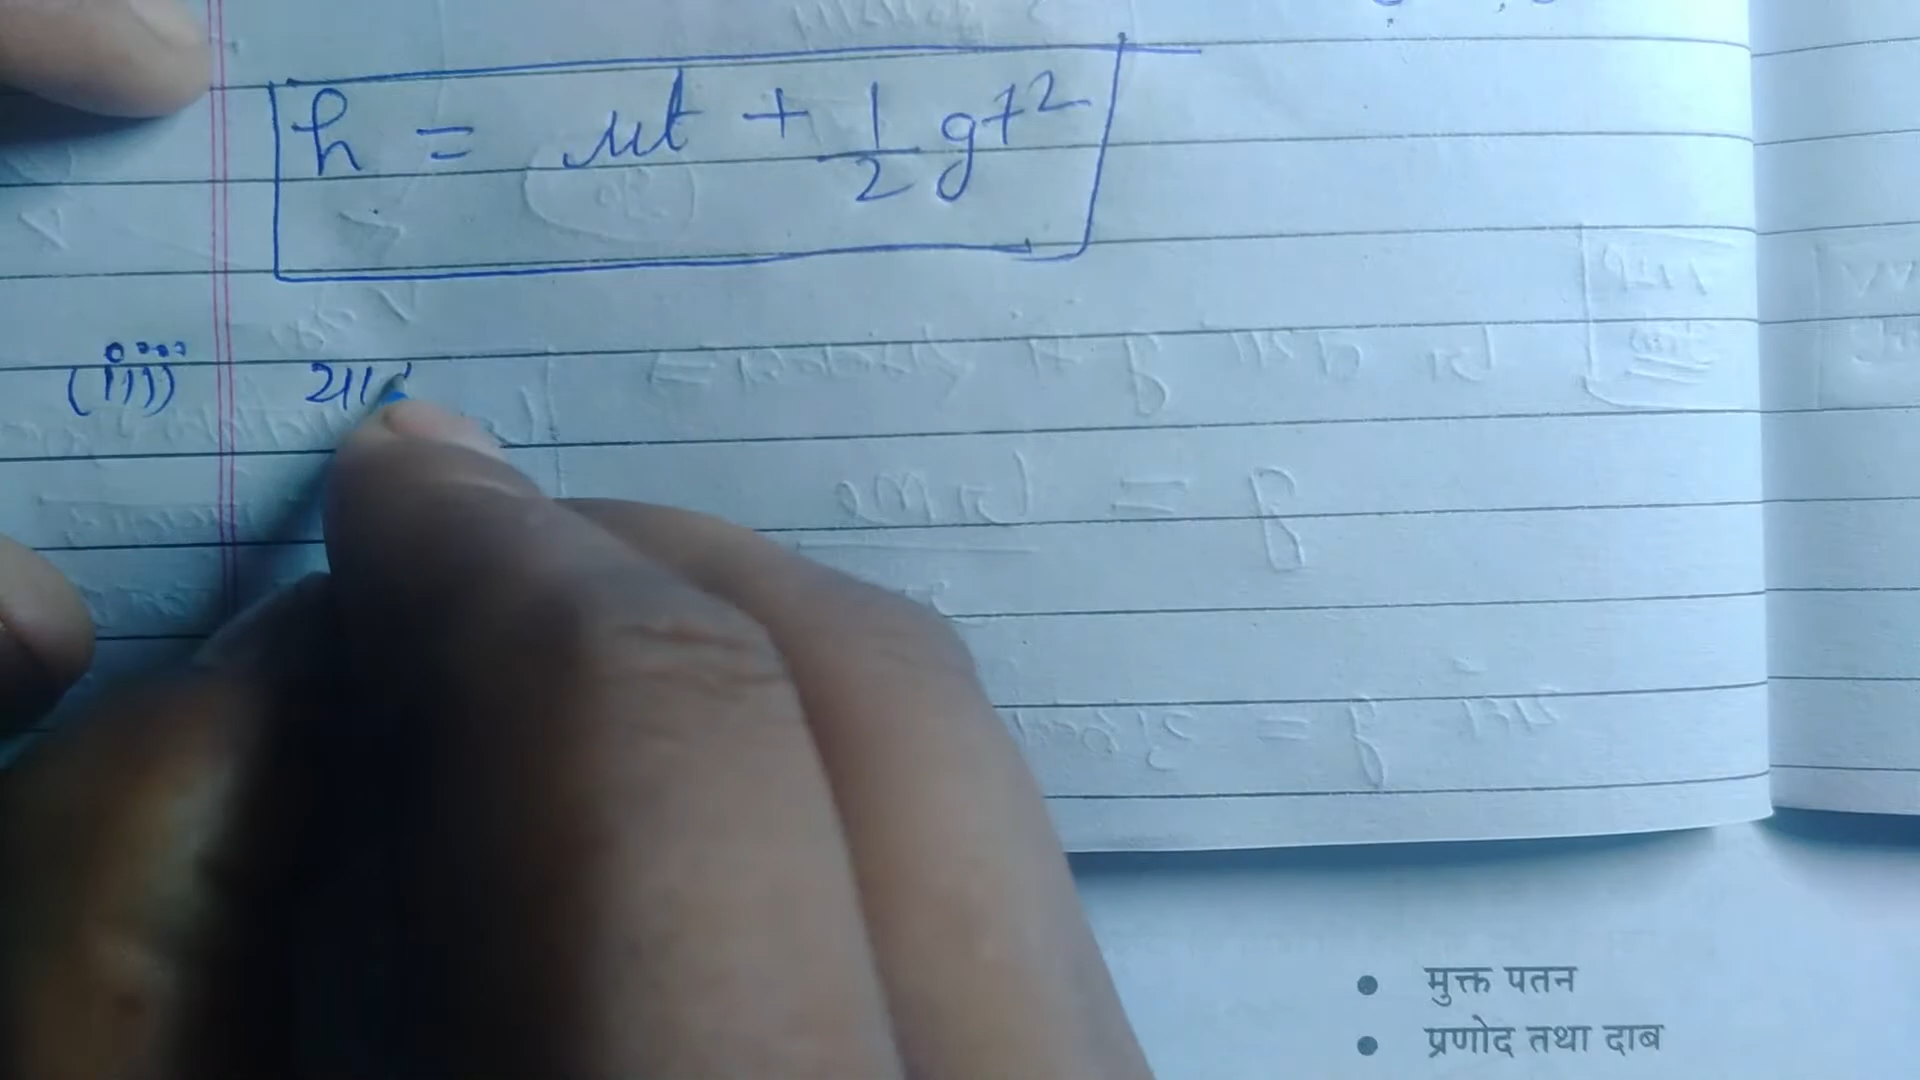 h = ut + 1/2 gt²
(iii)
• मुक्त पतन
• प्रणोद तथा दाब